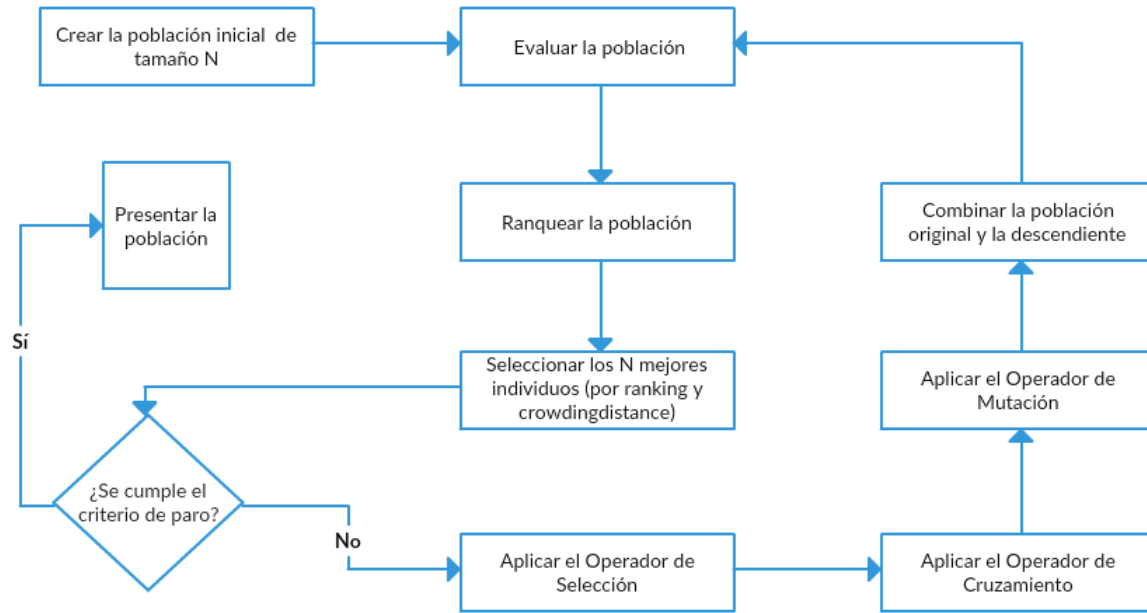 Crear la población inicial de
tamaño N
Evaluar la población
Presentar la
población
Ranquear la población
Combinar la población
original y la descendiente
Sí
Seleccionar los N mejores
individuos (por ranking y
crowdingdistance)
Aplicar el Operador de
Mutación
¿Se cumple el
criterio de paro?
No
Aplicar el Operador de
Selección
Aplicar el Operador de
Cruzamiento